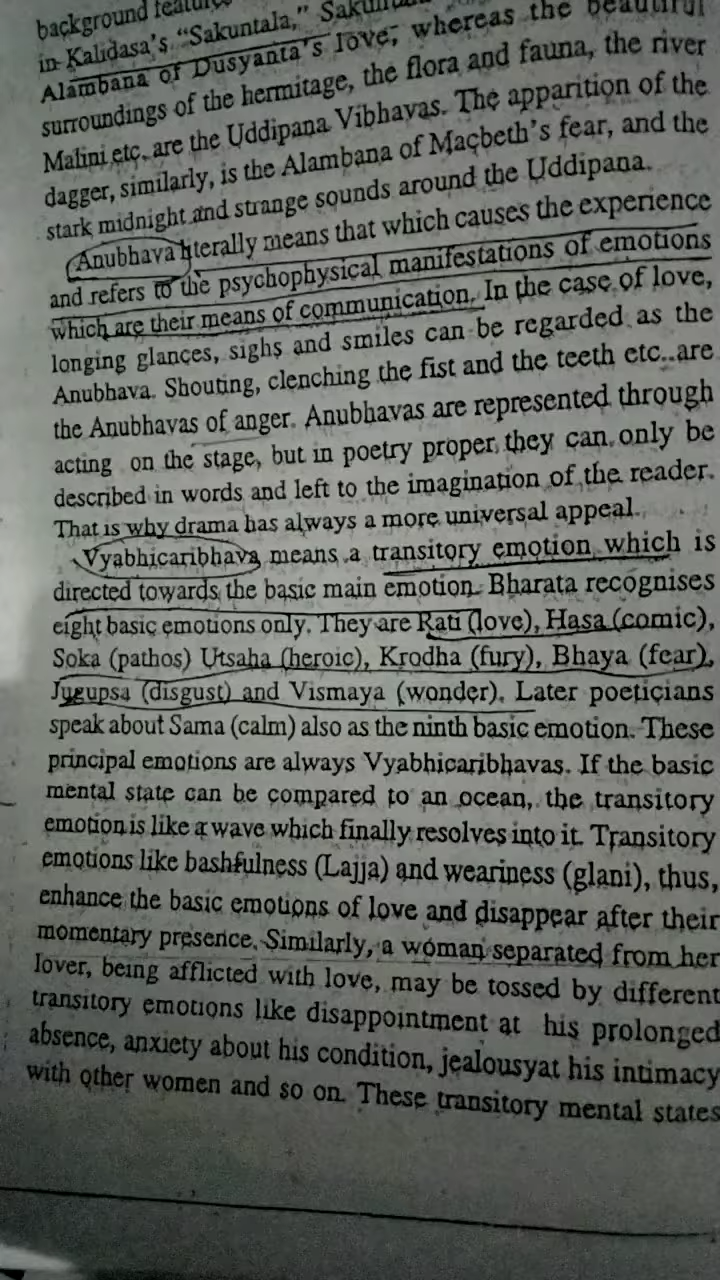 background
in Kalidasa's "Sakuntala,"
Alambana of Dusyanta's love, whereas the beautiful
surroundings of the hermitage, the flora and fauna, the river
Malini etc. are the Uddipana Vibhavas. The apparition of the
dagger, similarly, is the Alambana of Macbeth's fear, and the
stark midnight and strange sounds around the Uddipana.
Anubhava literally means that which causes the experience
and refers to the psychophysical manifestations of emotions
which are their means of communication. In the case of love,
longing glances, sighs and smiles can be regarded as the
Anubhava. Shouting, clenching the fist and the teeth etc..are
the Anubhavas of anger. Anubhavas are represented through
acting on the stage, but in poetry proper they can only be
described in words and left to the imagination of the reader.
That is why drama has always a more universal appeal.
Vyabhicaribhava means a transitory emotion which is
directed towards the basic main emotion. Bharata recognises
eight basic emotions only. They are Rati (love), Hasa (comic),
Soka (pathos) Utsaha (heroic), Krodha (fury), Bhaya (fear),
Jugupsa (disgust) and Vismaya (wonder). Later poeticians
speak about Sama (calm) also as the ninth basic emotion. These
principal emotions are always Vyabhicaribhavas. If the basic
mental state can be compared to an ocean, the transitory
emotion is like a wave which finally resolves into it. Transitory
emotions like bashfulness (Lajja) and weariness (glani), thus,
enhance the basic emotions of love and disappear after their
momentary presence. Similarly, a woman separated from her
lover, being afflicted with love, may be tossed by different
transitory emotions like disappointment at his prolonged
absence, anxiety about his condition, jealousyat his intimacy
with other women and so on. These transitory mental states